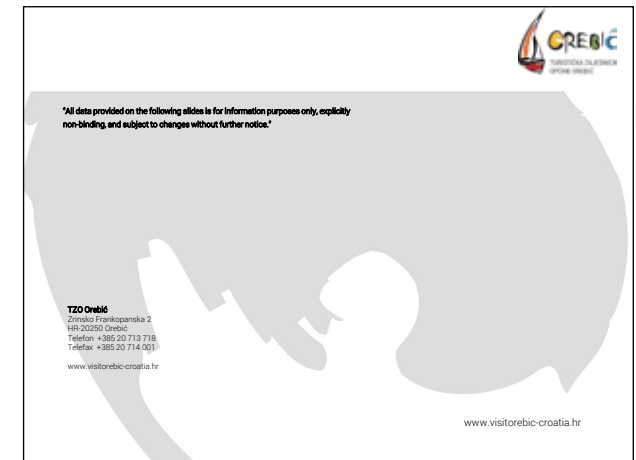 OREBIĆ
TURISTIČKA ZAJEDNICA
OPĆINE OREBIĆ
"All data provided on the following slides is for information purposes only, explicitly
non-binding, and subject to changes without further notice."
TZO Orebić
Zrinsko Frankopanska 2
HR-20250 Orebić
Telefon +385 20 713 718
Telefax +385 20 714 001
www.visitorebic-croatia.hr
www.visitorebic-croatia.hr